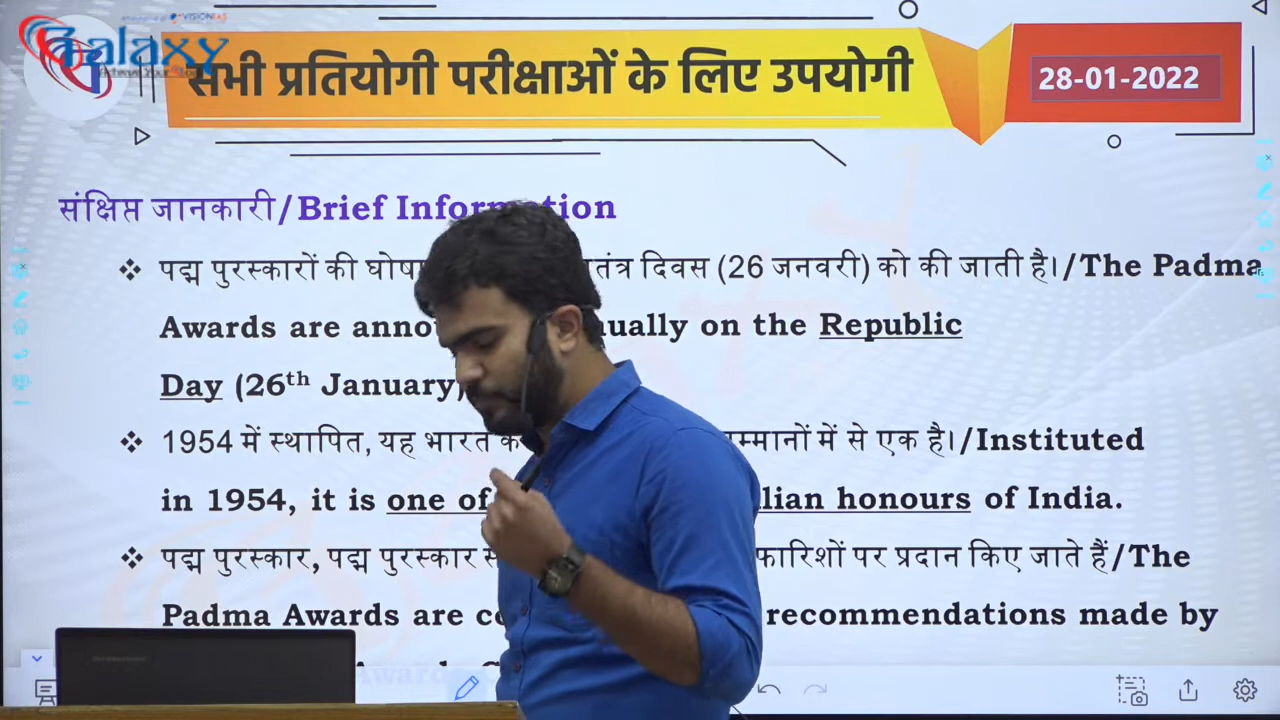 Galaxy
VISIONIAS
सभी प्रतियोगी परीक्षाओं के लिए उपयोगी
28-01-2022
संक्षिप्त जानकारी/Brief Information
❖ पद्म पुरस्कारों की घोष तंत्र दिवस (26 जनवरी) को की जाती है।/The Padma
Awards are anno ually on the Republic
Day (26th January)
❖ 1954 में स्थापित, यह भारत क म्मानों में से एक है।/Instituted
in 1954, it is one of lian honours of India.
❖ पद्म पुरस्कार, पद्म पुरस्कार स फारिशों पर प्रदान किए जाते हैं/The
Padma Awards are co recommendations made by
Awards